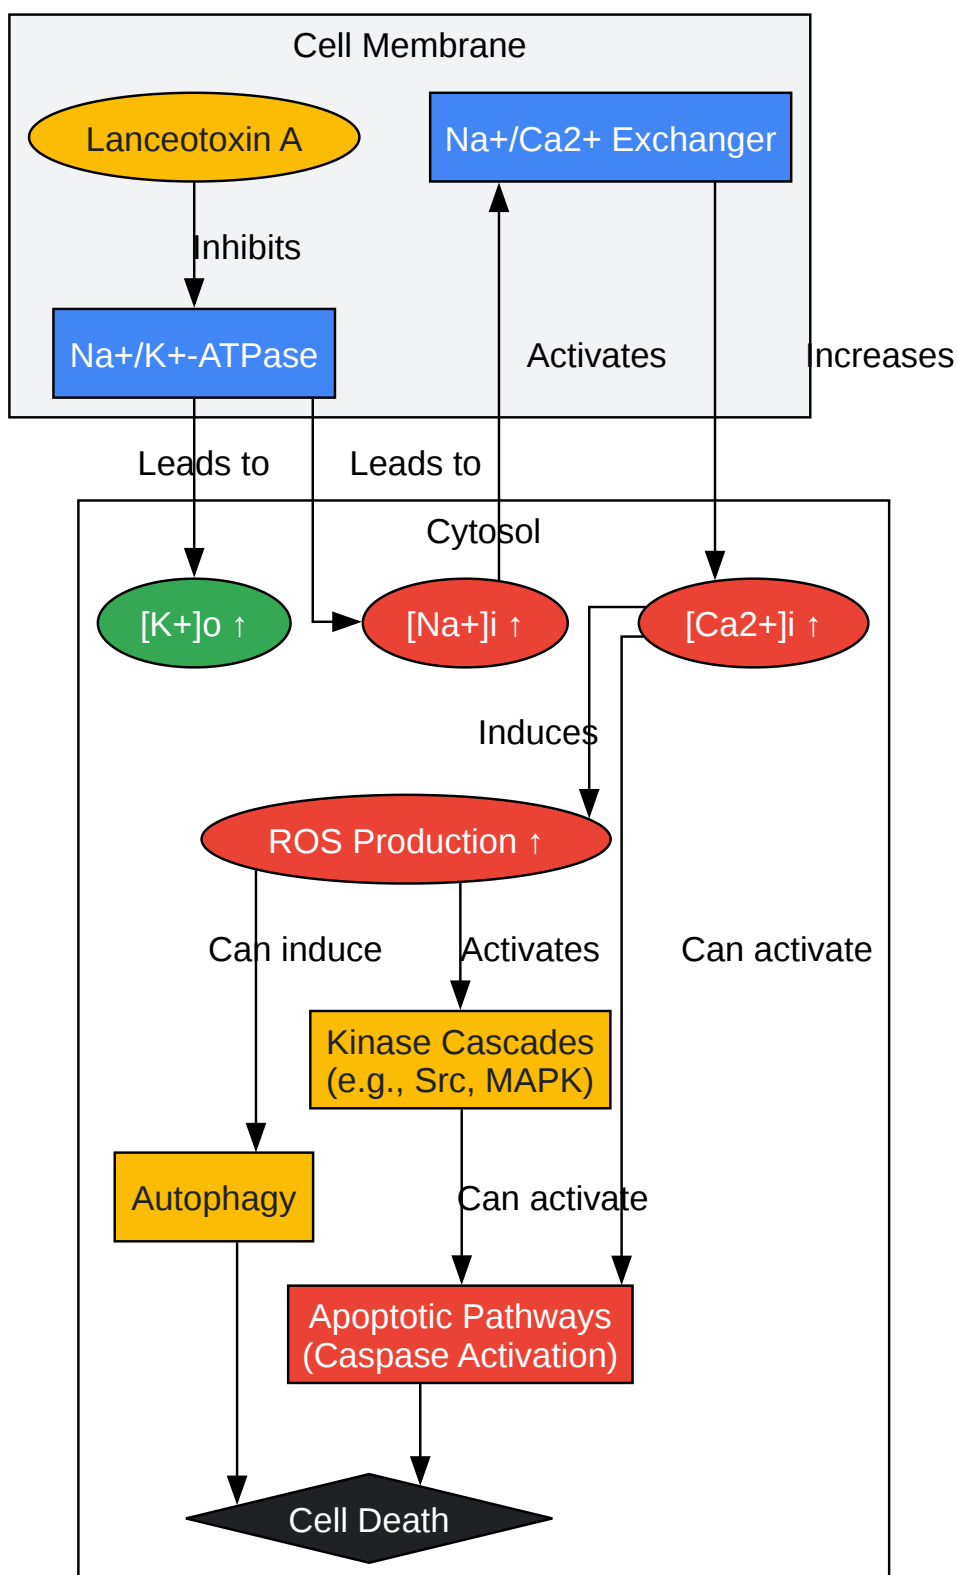 Cell Membrane
Lanceotoxin A
Na+/Ca2+ Exchanger
Inhibits
Na+/K+-ATPase
Activates
Increases
Leads to
Leads to
Cytosol
[K+]o ↑
[Na+]i ↑
[Ca2+]i ↑
Induces
ROS Production ↑
Can induce
Activates
Can activate
Kinase Cascades
(e.g., Src, MAPK)
Autophagy
Can activate
Apoptotic Pathways
(Caspase Activation)
Cell Death